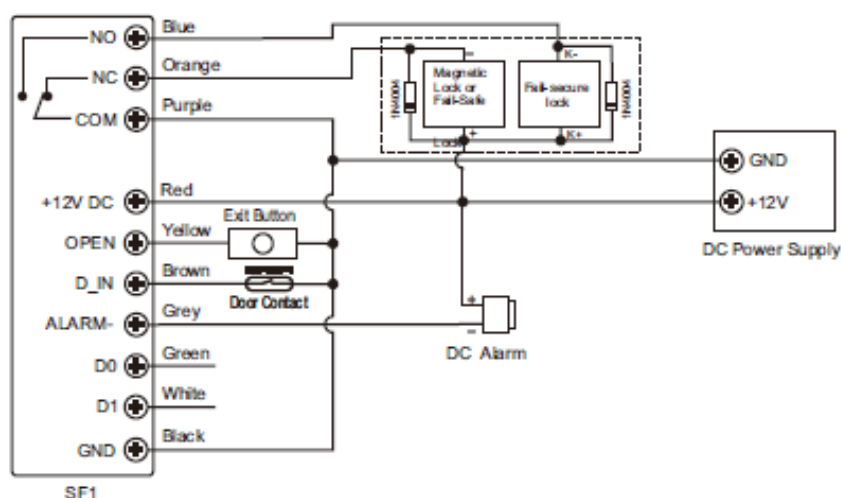 NO
Blue
NC
Orange
COM
Purple
+12V DC
Red
OPEN
Yellow
Exit Button
D_IN
Brown
Door Contact
ALARM-
Grey
D0
Green
D1
White
GND
Black
SF1
1N4004
-
Magnetic
Lock or
Fail-Safe
+
Lock
K-
Fail-secure
lock
K+
1N4004
GND
+12V
DC Power Supply
+
-
DC Alarm